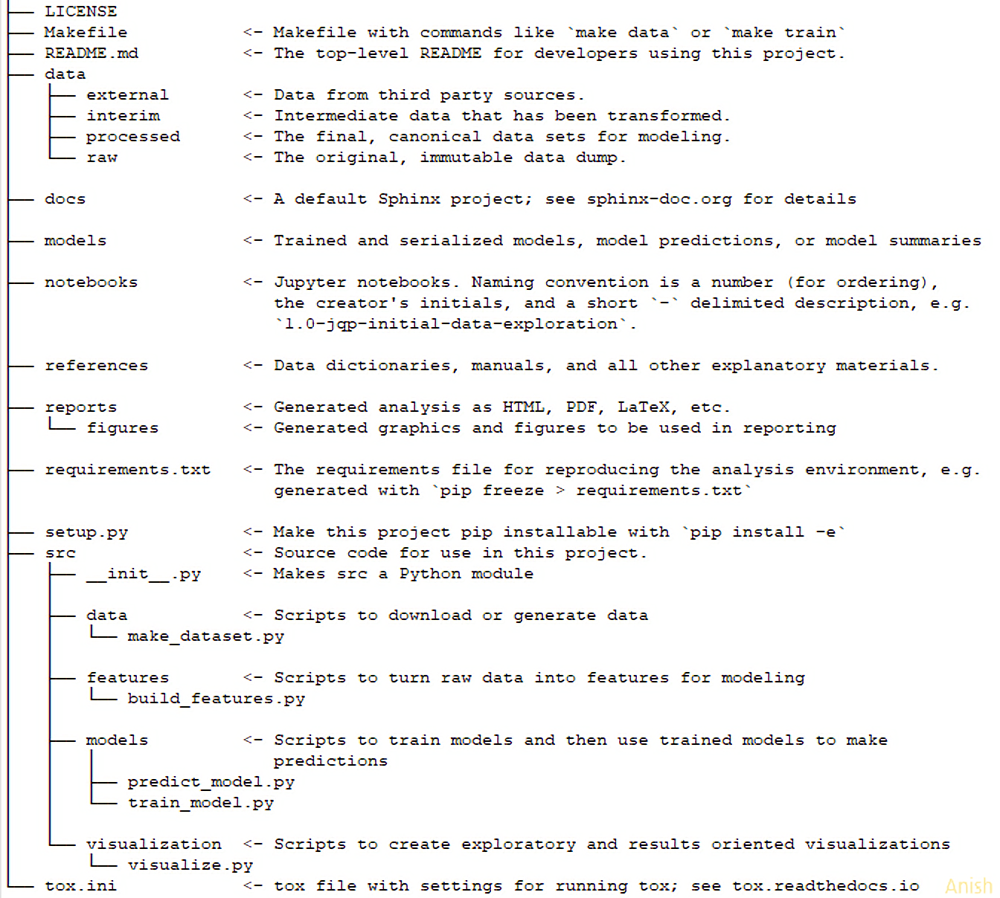 ├── LICENSE
├── Makefile           <- Makefile with commands like `make data` or `make train`
├── README.md          <- The top-level README for developers using this project.
├── data
│   ├── external       <- Data from third party sources.
│   ├── interim        <- Intermediate data that has been transformed.
│   ├── processed      <- The final, canonical data sets for modeling.
│   └── raw            <- The original, immutable data dump.
│
├── docs               <- A default Sphinx project; see sphinx-doc.org for details
│
├── models             <- Trained and serialized models, model predictions, or model summaries
│
├── notebooks          <- Jupyter notebooks. Naming convention is a number (for ordering),
│                         the creator's initials, and a short `-` delimited description, e.g.
│                         `1.0-jqp-initial-data-exploration`.
│
├── references         <- Data dictionaries, manuals, and all other explanatory materials.
│
├── reports            <- Generated analysis as HTML, PDF, LaTeX, etc.
│   └── figures        <- Generated graphics and figures to be used in reporting
│
├── requirements.txt   <- The requirements file for reproducing the analysis environment, e.g.
│                         generated with `pip freeze > requirements.txt`
│
├── setup.py           <- Make this project pip installable with `pip install -e`
├── src                <- Source code for use in this project.
│   ├── __init__.py    <- Makes src a Python module
│   │
│   ├── data           <- Scripts to download or generate data
│   │   └── make_dataset.py
│   │
│   ├── features       <- Scripts to turn raw data into features for modeling
│   │   └── build_features.py
│   │
│   ├── models         <- Scripts to train models and then use trained models to make
│   │   │                 predictions
│   │   ├── predict_model.py
│   │   └── train_model.py
│   │
│   └── visualization  <- Scripts to create exploratory and results oriented visualizations
│       └── visualize.py
└── tox.ini            <- tox file with settings for running tox; see tox.readthedocs.io
Anish